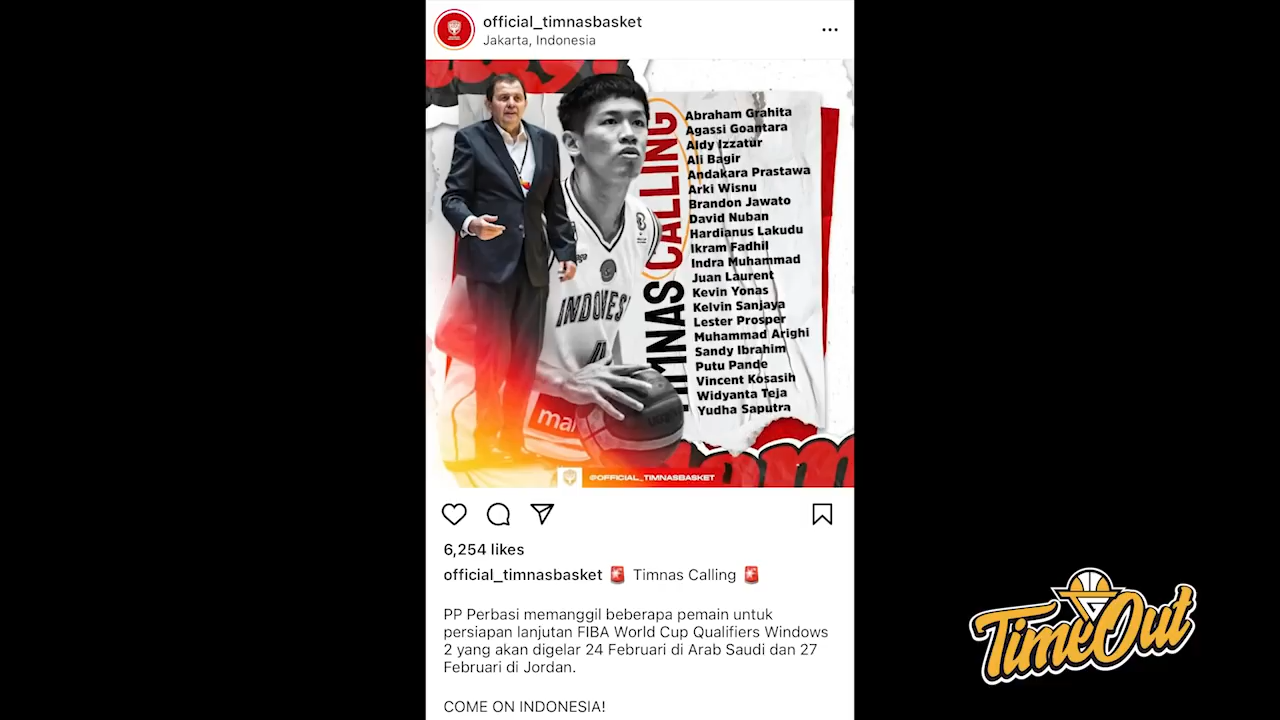 official_timnasbasket
Jakarta, Indonesia
TIMNAS CALLING
Abraham Grahita
Agassi Goantara
Aldy Izzatur
Ali Bagir
Andakara Prastawa
Arki Wisnu
Brandon Jawato
David Nuban
Hardianus Lakudu
Ikram Fadhil
Indra Muhammad
Juan Laurent
Kevin Yonas
Kelvin Sanjaya
Lester Prosper
Muhammad Arighi
Sandy Ibrahim
Putu Pande
Vincent Kosasih
Widyanta Teja
Yudha Saputra
INDONES
4
@OFFICIAL_TIMNASBASKET
6,254 likes
official_timnasbasket 🚨 Timnas Calling 🚨
PP Perbasi memanggil beberapa pemain untuk
persiapan lanjutan FIBA World Cup Qualifiers Windows
2 yang akan digelar 24 Februari di Arab Saudi dan 27
Februari di Jordan.
COME ON INDONESIA!
TimeOut